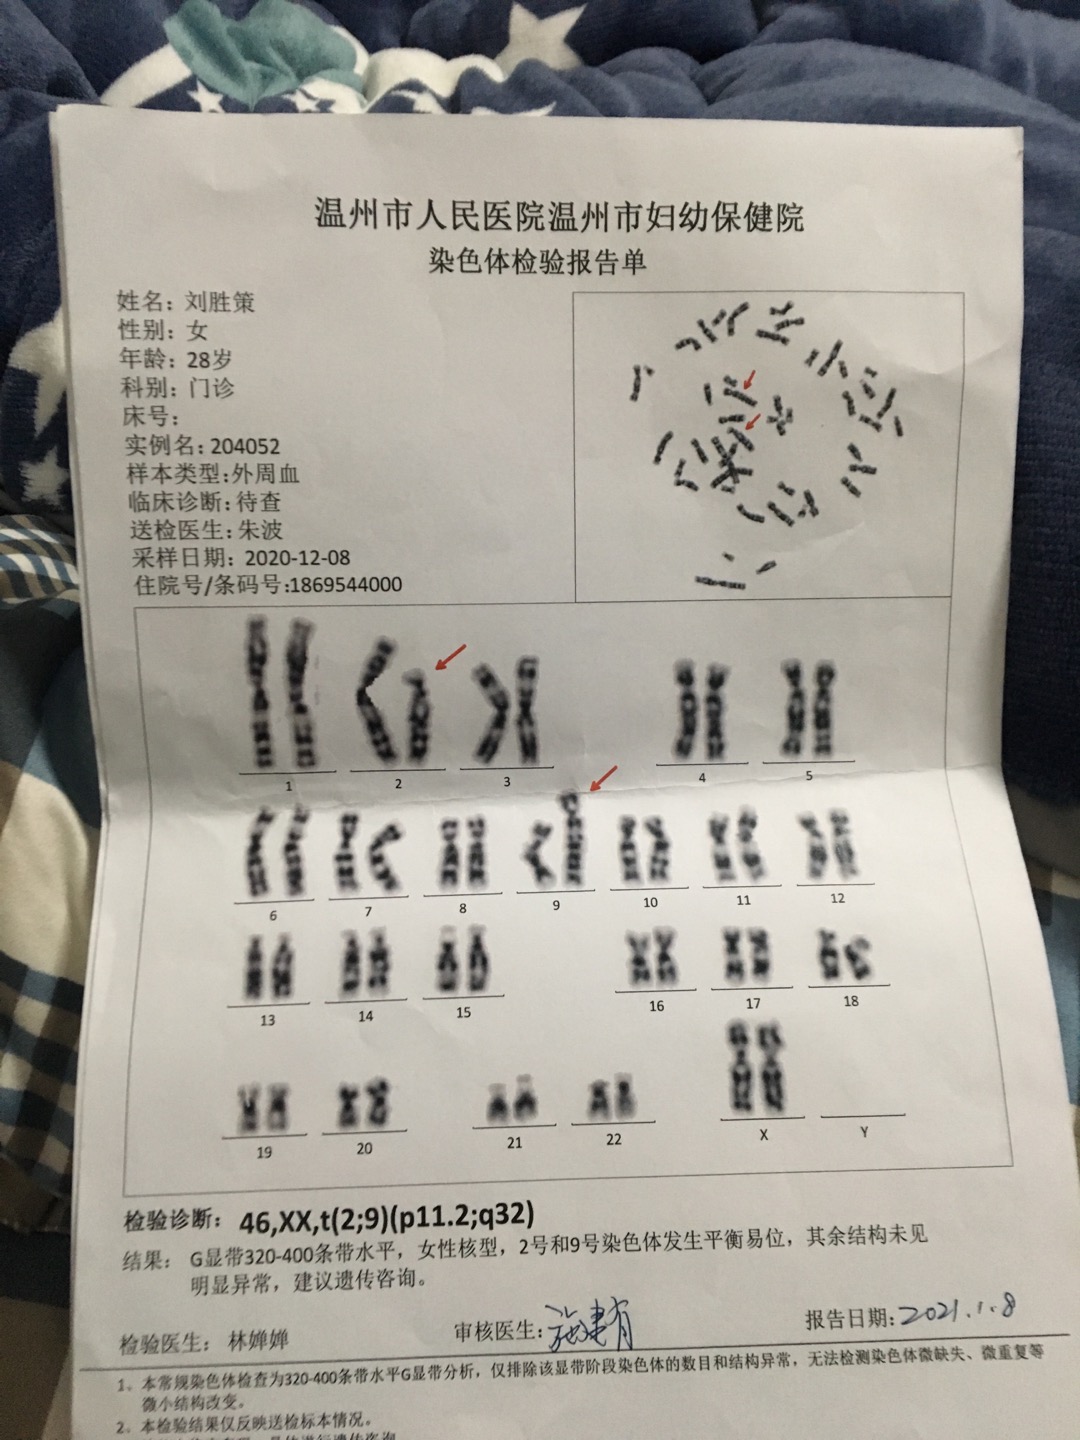 温州市人民医院温州市妇幼保健院
染色体检验报告单
姓名：刘胜策
性别：女
年龄：28岁
科别：门诊
床号：
实例名：204052
样本类型：外周血
临床诊断：待查
送检医生：朱波
采样日期：2020-12-08
住院号/条码号：1869544000
1 2 3 4 5
6 7 8 9 10 11 12
13 14 15 16 17 18
19 20 21 22 X Y
检验诊断：46,XX,t(2;9)(p11.2;q32)
结果： G显带320-400条带水平，女性核型，2号和9号染色体发生平衡易位，其余结构未见
明显异常，建议遗传咨询。
检验医生： 林婵婵 审核医生： 报告日期：2021.1.8
1、本常规染色体检查为320-400条带水平G显带分析，仅排除该显带阶段染色体的数目和结构异常，无法检测染色体微缺失、微重复等
微小结构改变。
2、本检验结果仅反映送检标本情况。